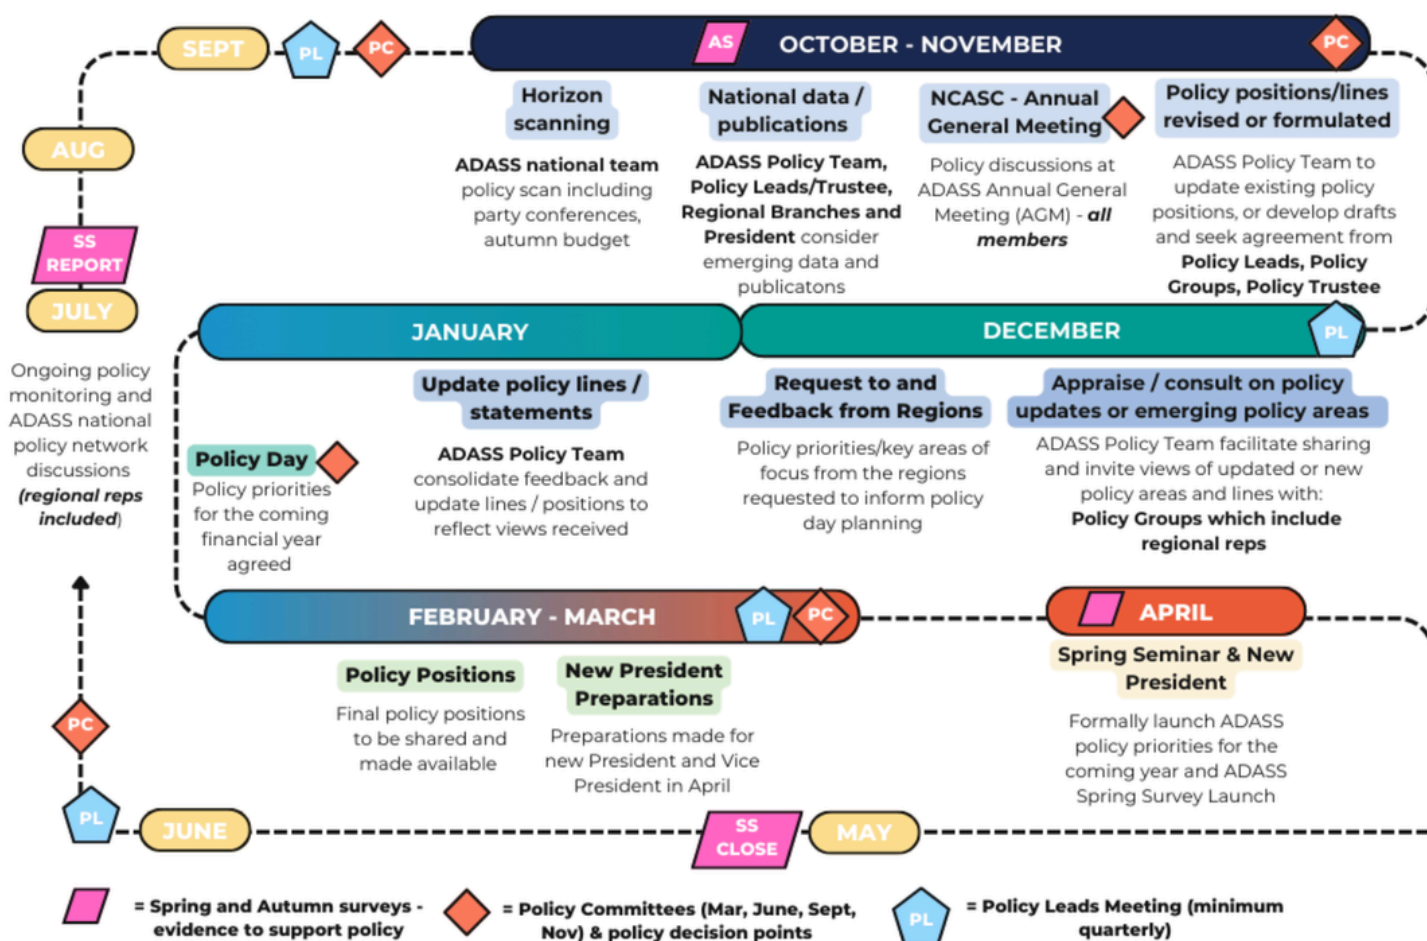 SEPT
PL
PC
AS
OCTOBER - NOVEMBER
PC
Horizon
scanning
ADASS national team
policy scan including
party conferences,
autumn budget
National data /
publications
ADASS Policy Team,
Policy Leads/Trustee,
Regional Branches and
President consider
emerging data and
publicatons
NCASC - Annual
General Meeting
Policy discussions at
ADASS Annual General
Meeting (AGM) - all
members
Policy positions/lines
revised or formulated
ADASS Policy Team to
update existing policy
positions, or develop drafts
and seek agreement from
Policy Leads, Policy
Groups, Policy Trustee
AUG
SS
REPORT
JULY
Ongoing policy
monitoring and
ADASS national
policy network
discussions
(regional reps
included)
JANUARY
DECEMBER
PL
Policy Day
Policy priorities
for the coming
financial year
agreed
Update policy lines /
statements
ADASS Policy Team
consolidate feedback and
update lines / positions to
reflect views received
Request to and
Feedback from Regions
Policy priorities/key areas of
focus from the regions
requested to inform policy
day planning
Appraise / consult on policy
updates or emerging policy areas
ADASS Policy Team facilitate sharing
and invite views of updated or new
policy areas and lines with:
Policy Groups which include
regional reps
FEBRUARY - MARCH
PL
PC
APRIL
Policy Positions
Final policy positions
to be shared and
made available
New President
Preparations
Preparations made for
new President and Vice
President in April
Spring Seminar & New
President
Formally launch ADASS
policy priorities for the
coming year and ADASS
Spring Survey Launch
PC
PL
JUNE
SS
CLOSE
MAY
= Spring and Autumn surveys -
evidence to support policy
= Policy Committees (Mar, June, Sept,
Nov) & policy decision points
PL
= Policy Leads Meeting (minimum
quarterly)